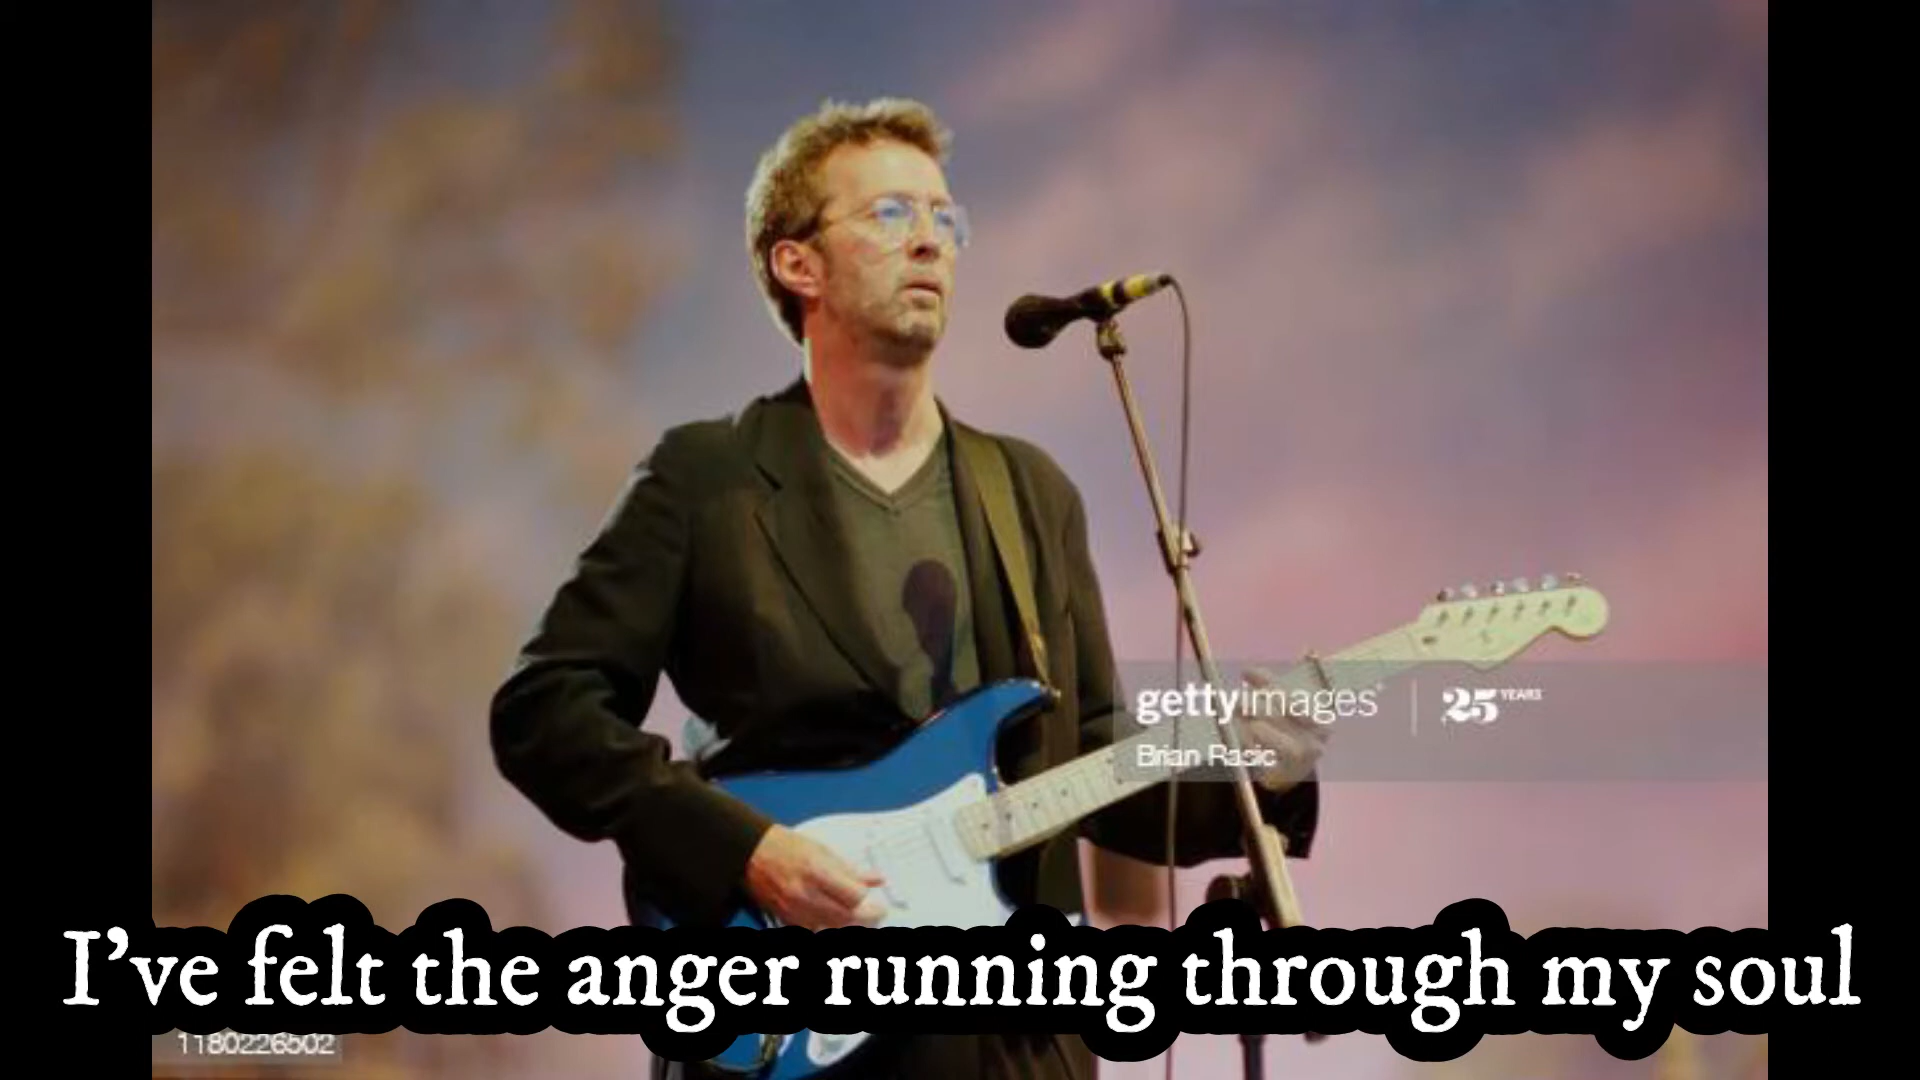 gettyimages®
25 YEARS
Brian Rasic
I've felt the anger running through my soul
1180226502